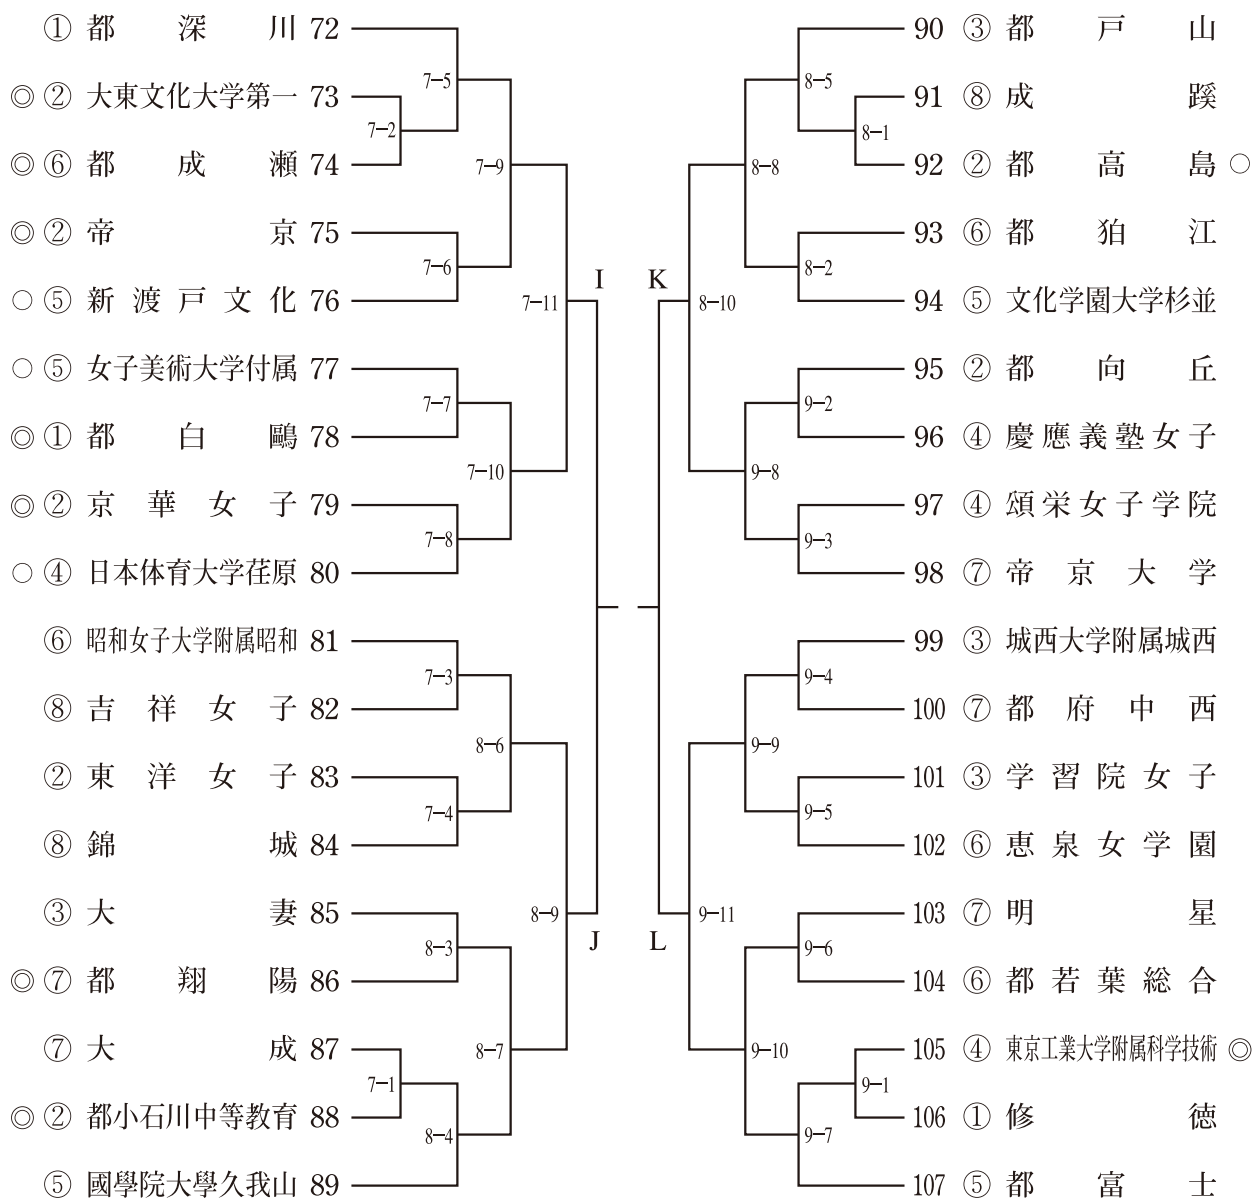 ① 都深川 72
7-5
◎ ② 大東文化大学第一 73
7-2
◎ ⑥ 都成瀬 74
7-9
◎ ② 帝京 75
7-6
○ ⑤ 新渡戸文化 76
7-11
I
○ ⑤ 女子美術大学付属 77
7-7
◎ ① 都白鷗 78
7-10
◎ ② 京華女子 79
7-8
○ ④ 日本体育大学荏原 80
⑥ 昭和女子大学附属昭和 81
7-3
⑧ 吉祥女子 82
8-6
② 東洋女子 83
7-4
⑧ 錦城 84
8-9
J
③ 大妻 85
8-3
◎ ⑦ 都翔陽 86
8-7
⑦ 大成 87
7-1
◎ ② 都小石川中等教育 88
8-4
⑤ 國學院大學久我山 89
90 ③ 都戸山
8-5
91 ⑧ 成蹊
8-1
92 ② 都高島 ○
8-8
93 ⑥ 都狛江
8-2
94 ⑤ 文化学園大学杉並
K
8-10
95 ② 都向丘
9-2
96 ④ 慶應義塾女子
9-8
97 ④ 頌栄女子学院
9-3
98 ⑦ 帝京大学
99 ③ 城西大学附属城西
9-4
100 ⑦ 都府中西
9-9
101 ③ 学習院女子
9-5
102 ⑥ 恵泉女学園
L
9-11
103 ⑦ 明星
9-6
104 ⑥ 都若葉総合
9-10
105 ④ 東京工業大学附属科学技術 ◎
9-1
106 ① 修徳
9-7
107 ⑤ 都富士